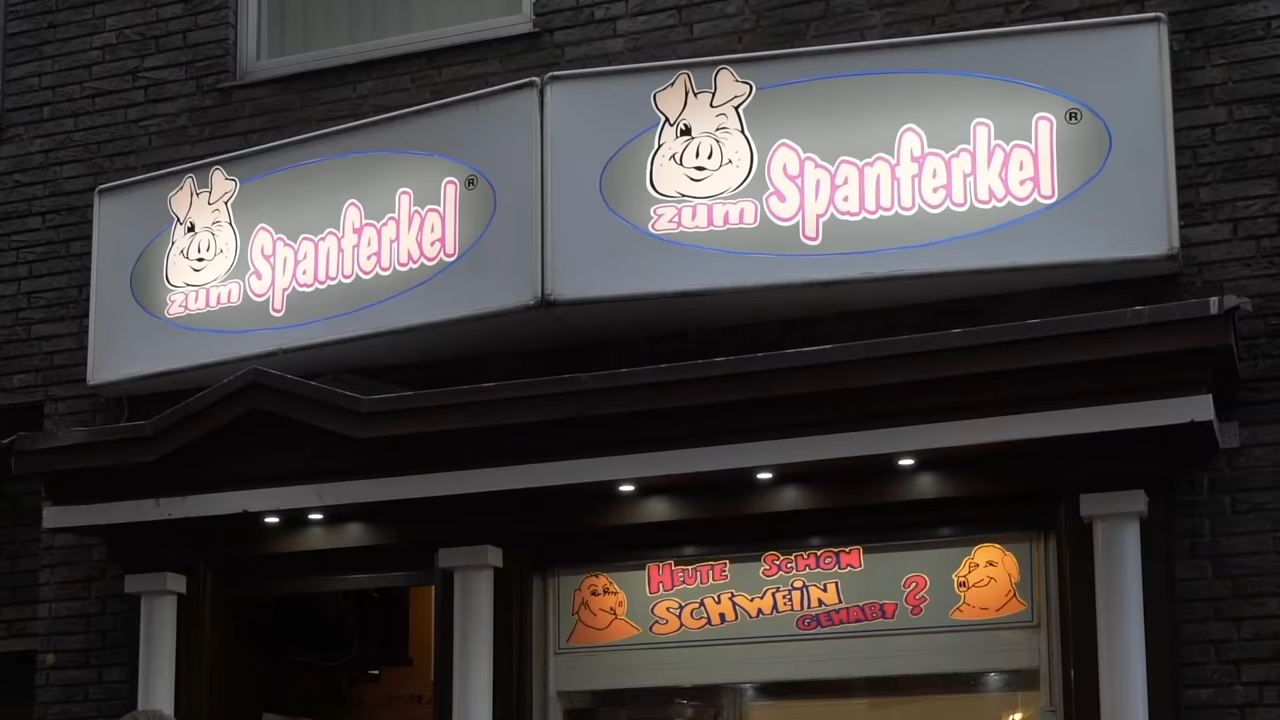 zum Spanferkel ®
zum Spanferkel ®
HEUTE SCHON
SCHWEiN
GEHABT ?